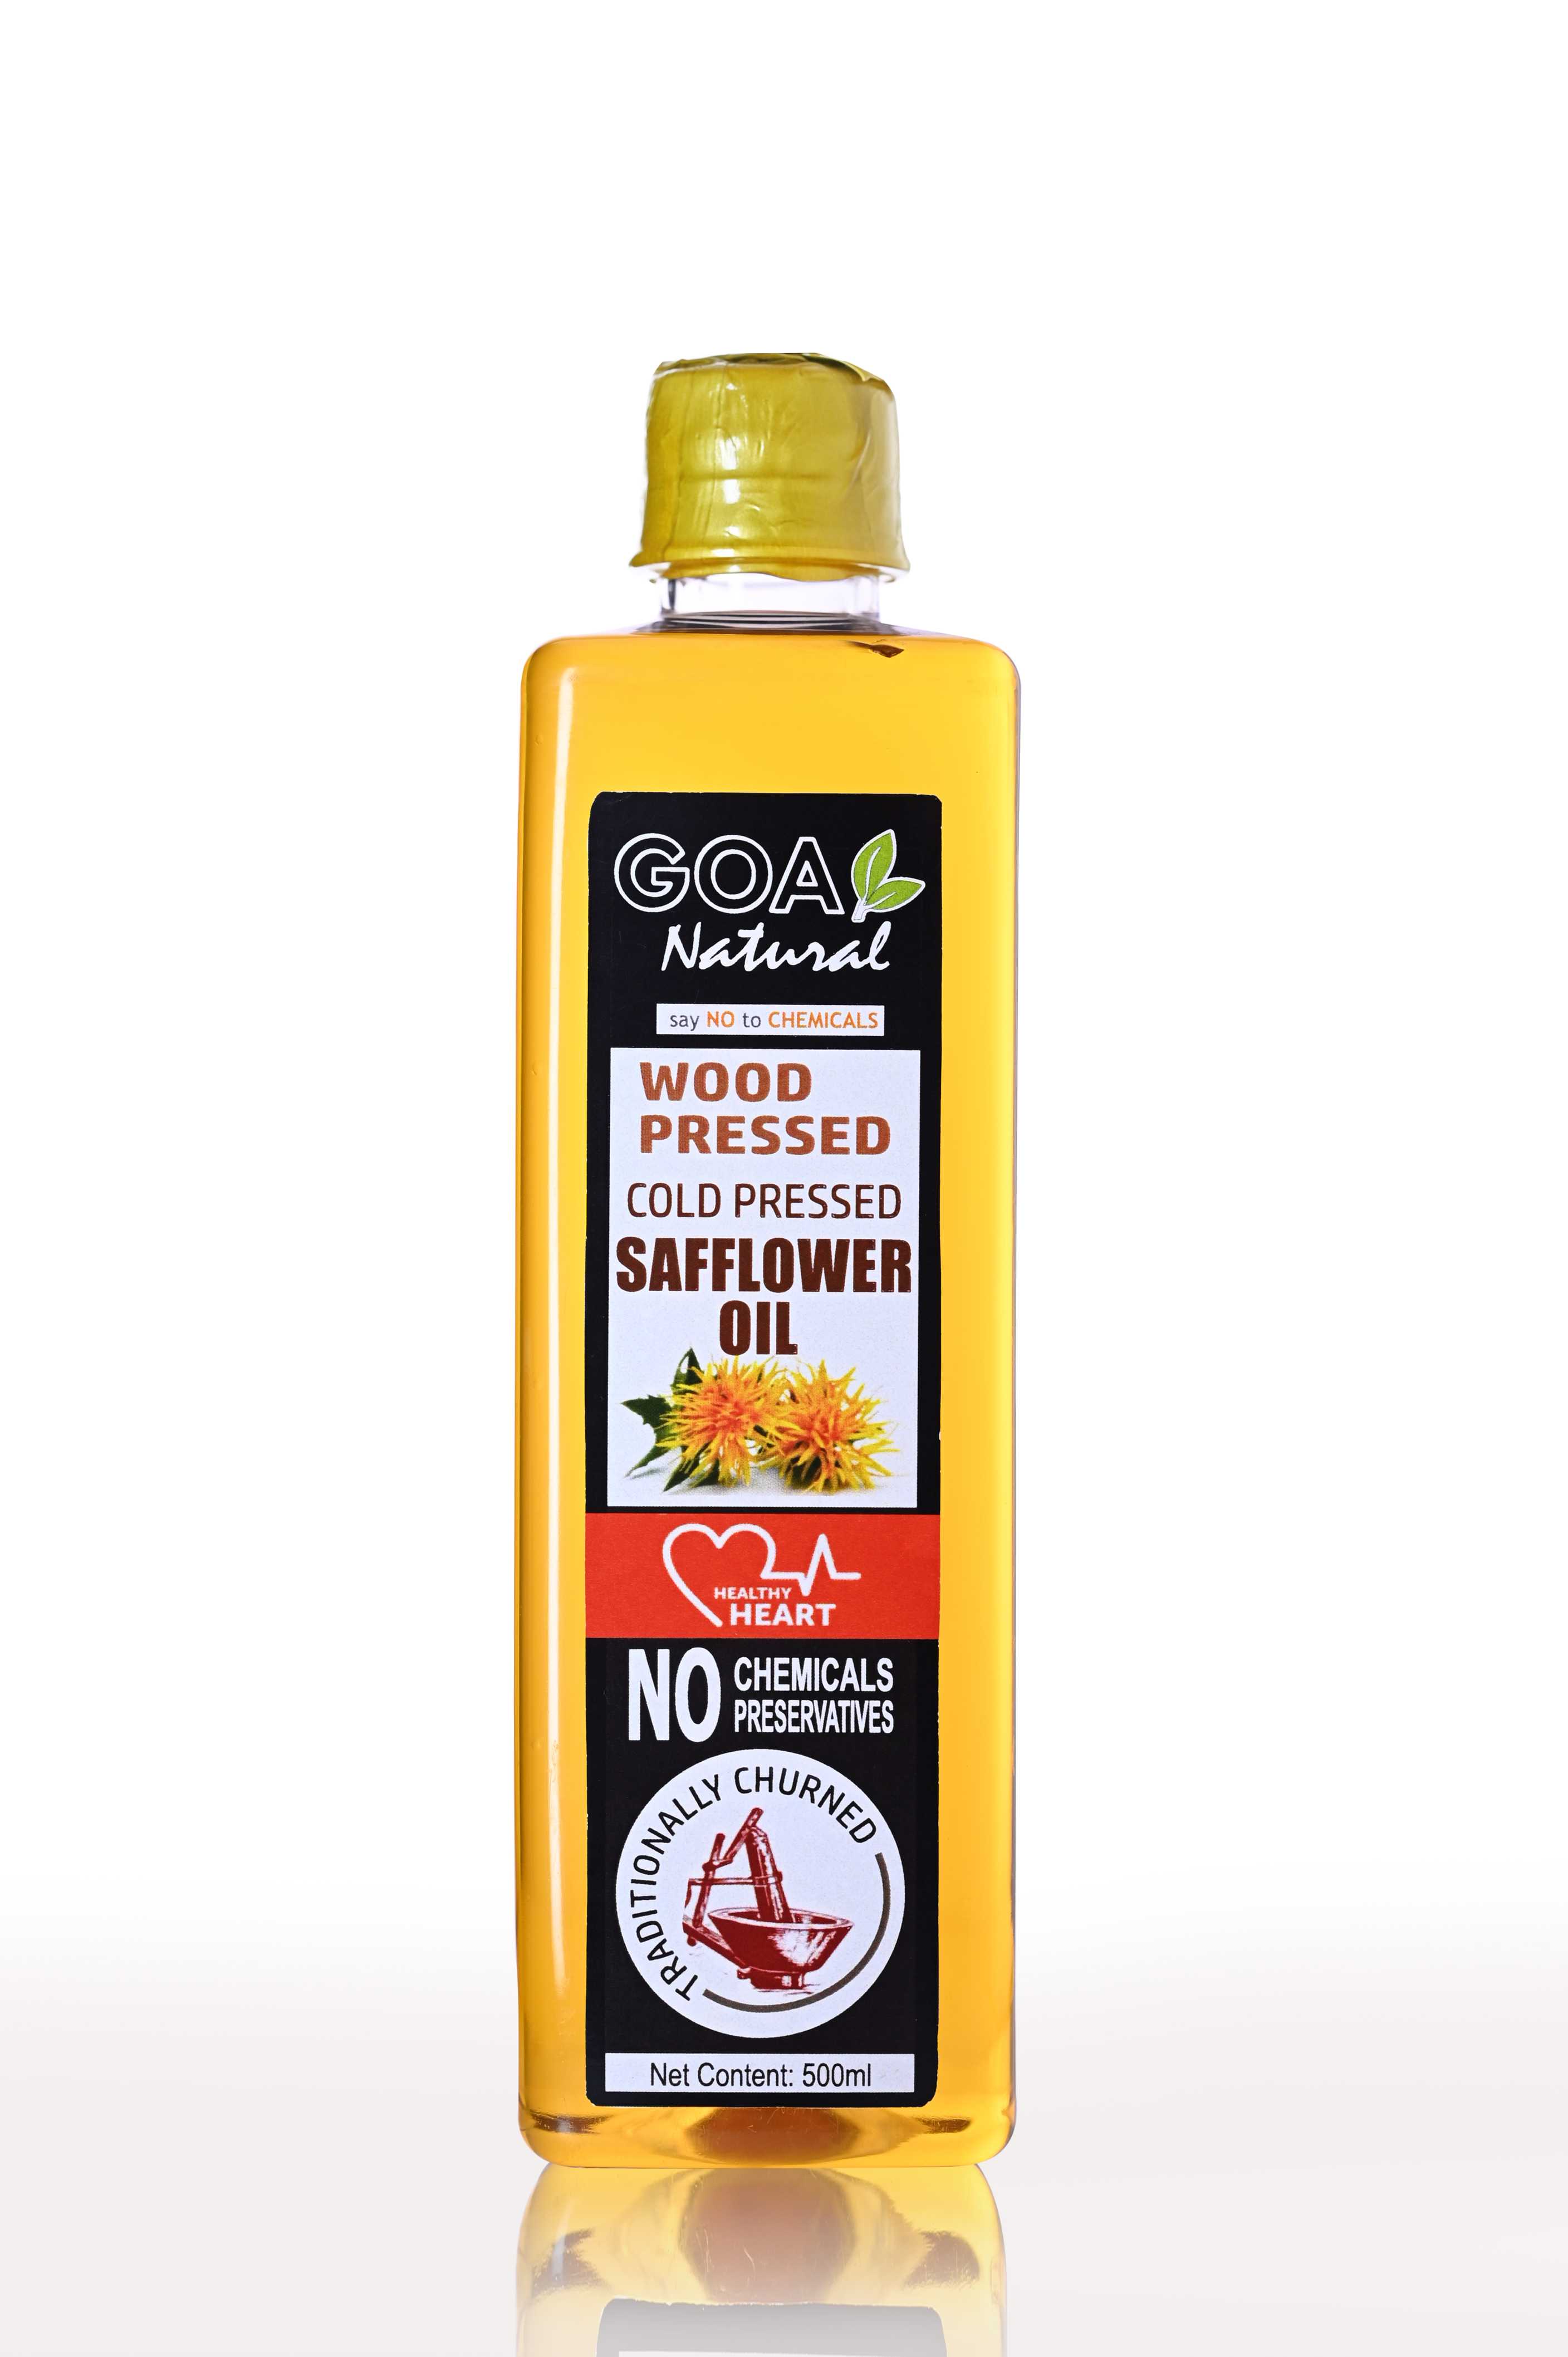 GOA
Natural
say NO to CHEMICALS
WOOD
PRESSED
COLD PRESSED
SAFFLOWER
OIL
HEALTHY
HEART
NO CHEMICALS
PRESERVATIVES
TRADITIONALLY CHURNED
Net Content: 500ml